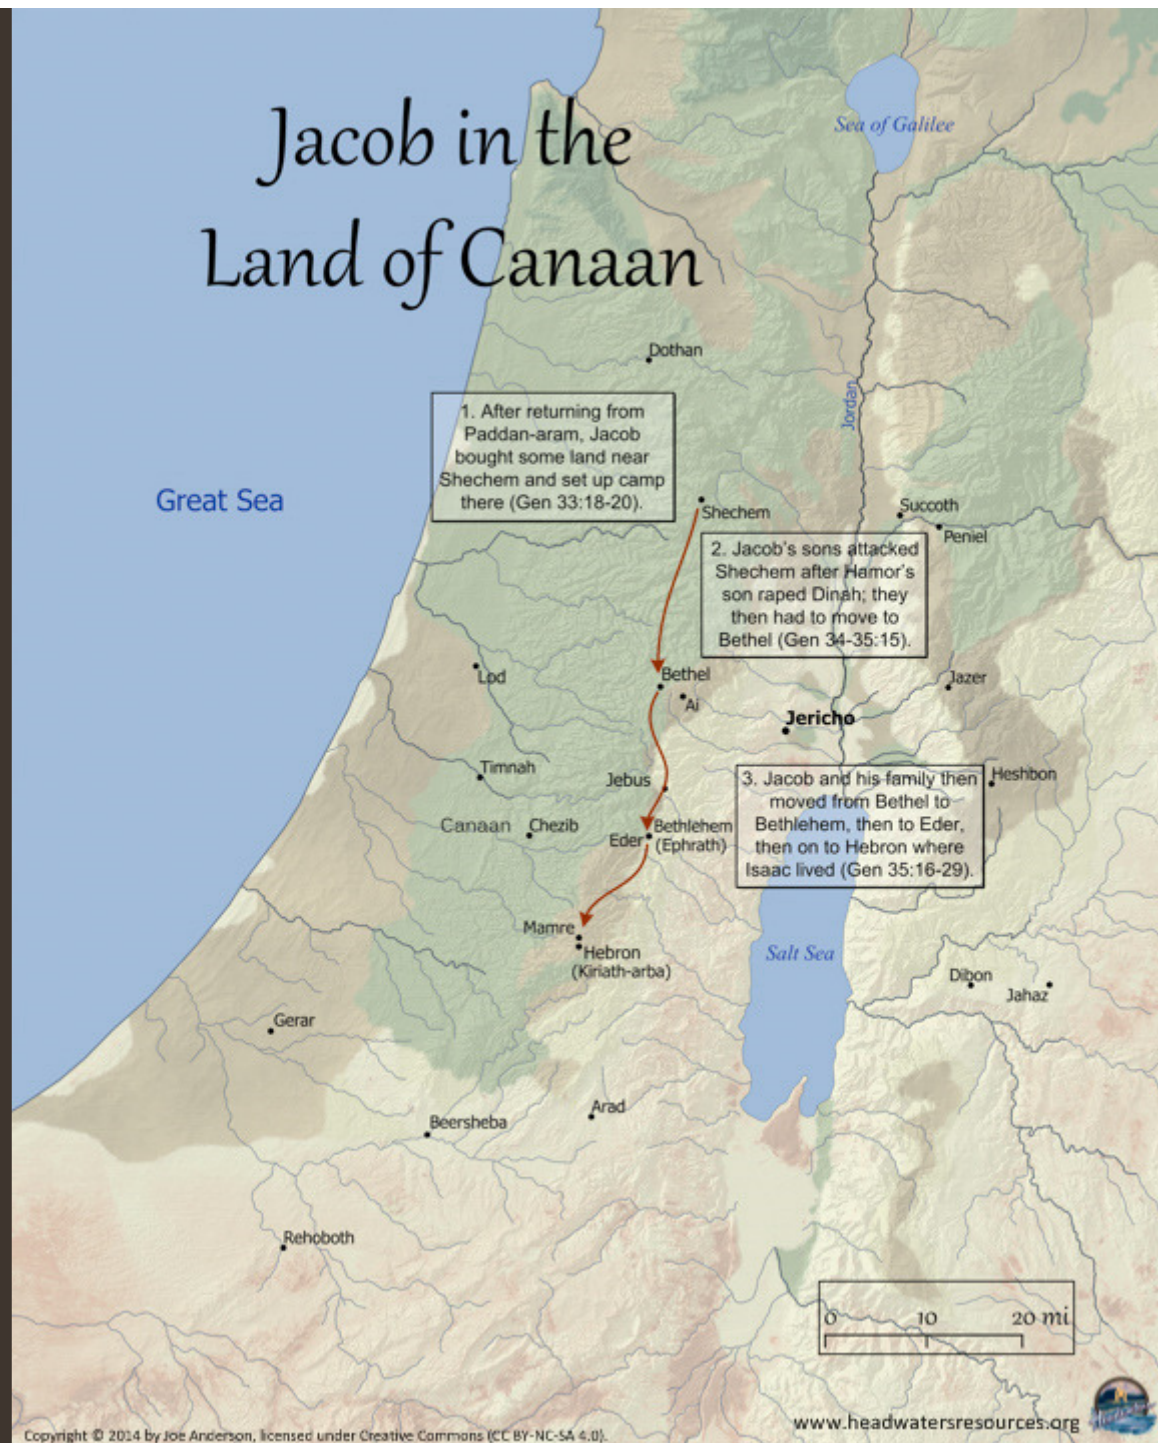 Jacob in the
Land of Canaan
Sea of Galilee
Dothan
Jordan
1. After returning from
Paddan-aram, Jacob
bought some land near
Shechem and set up camp
there (Gen 33:18-20).
Great Sea
Shechem
Succoth
Peniel
2. Jacob's sons attacked
Shechem after Hamor's
son raped Dinah; they
then had to move to
Bethel (Gen 34-35:15).
Lod
Bethel
Ai
Jazer
Jericho
Timnah
Jebus
Heshbon
3. Jacob and his family then
moved from Bethel to
Bethlehem, then to Eder,
then on to Hebron where
Isaac lived (Gen 35:16-29).
Canaan
Chezib
Eder
Bethlehem
(Ephrath)
Mamre
Hebron
(Kiriath-arba)
Salt Sea
Dibon
Jahaz
Gerar
Arad
Beersheba
Rehoboth
0 10 20 mi
www.headwatersresources.org
Copyright © 2014 by Joe Anderson, licensed under Creative Commons (CC BY-NC-SA 4.0).